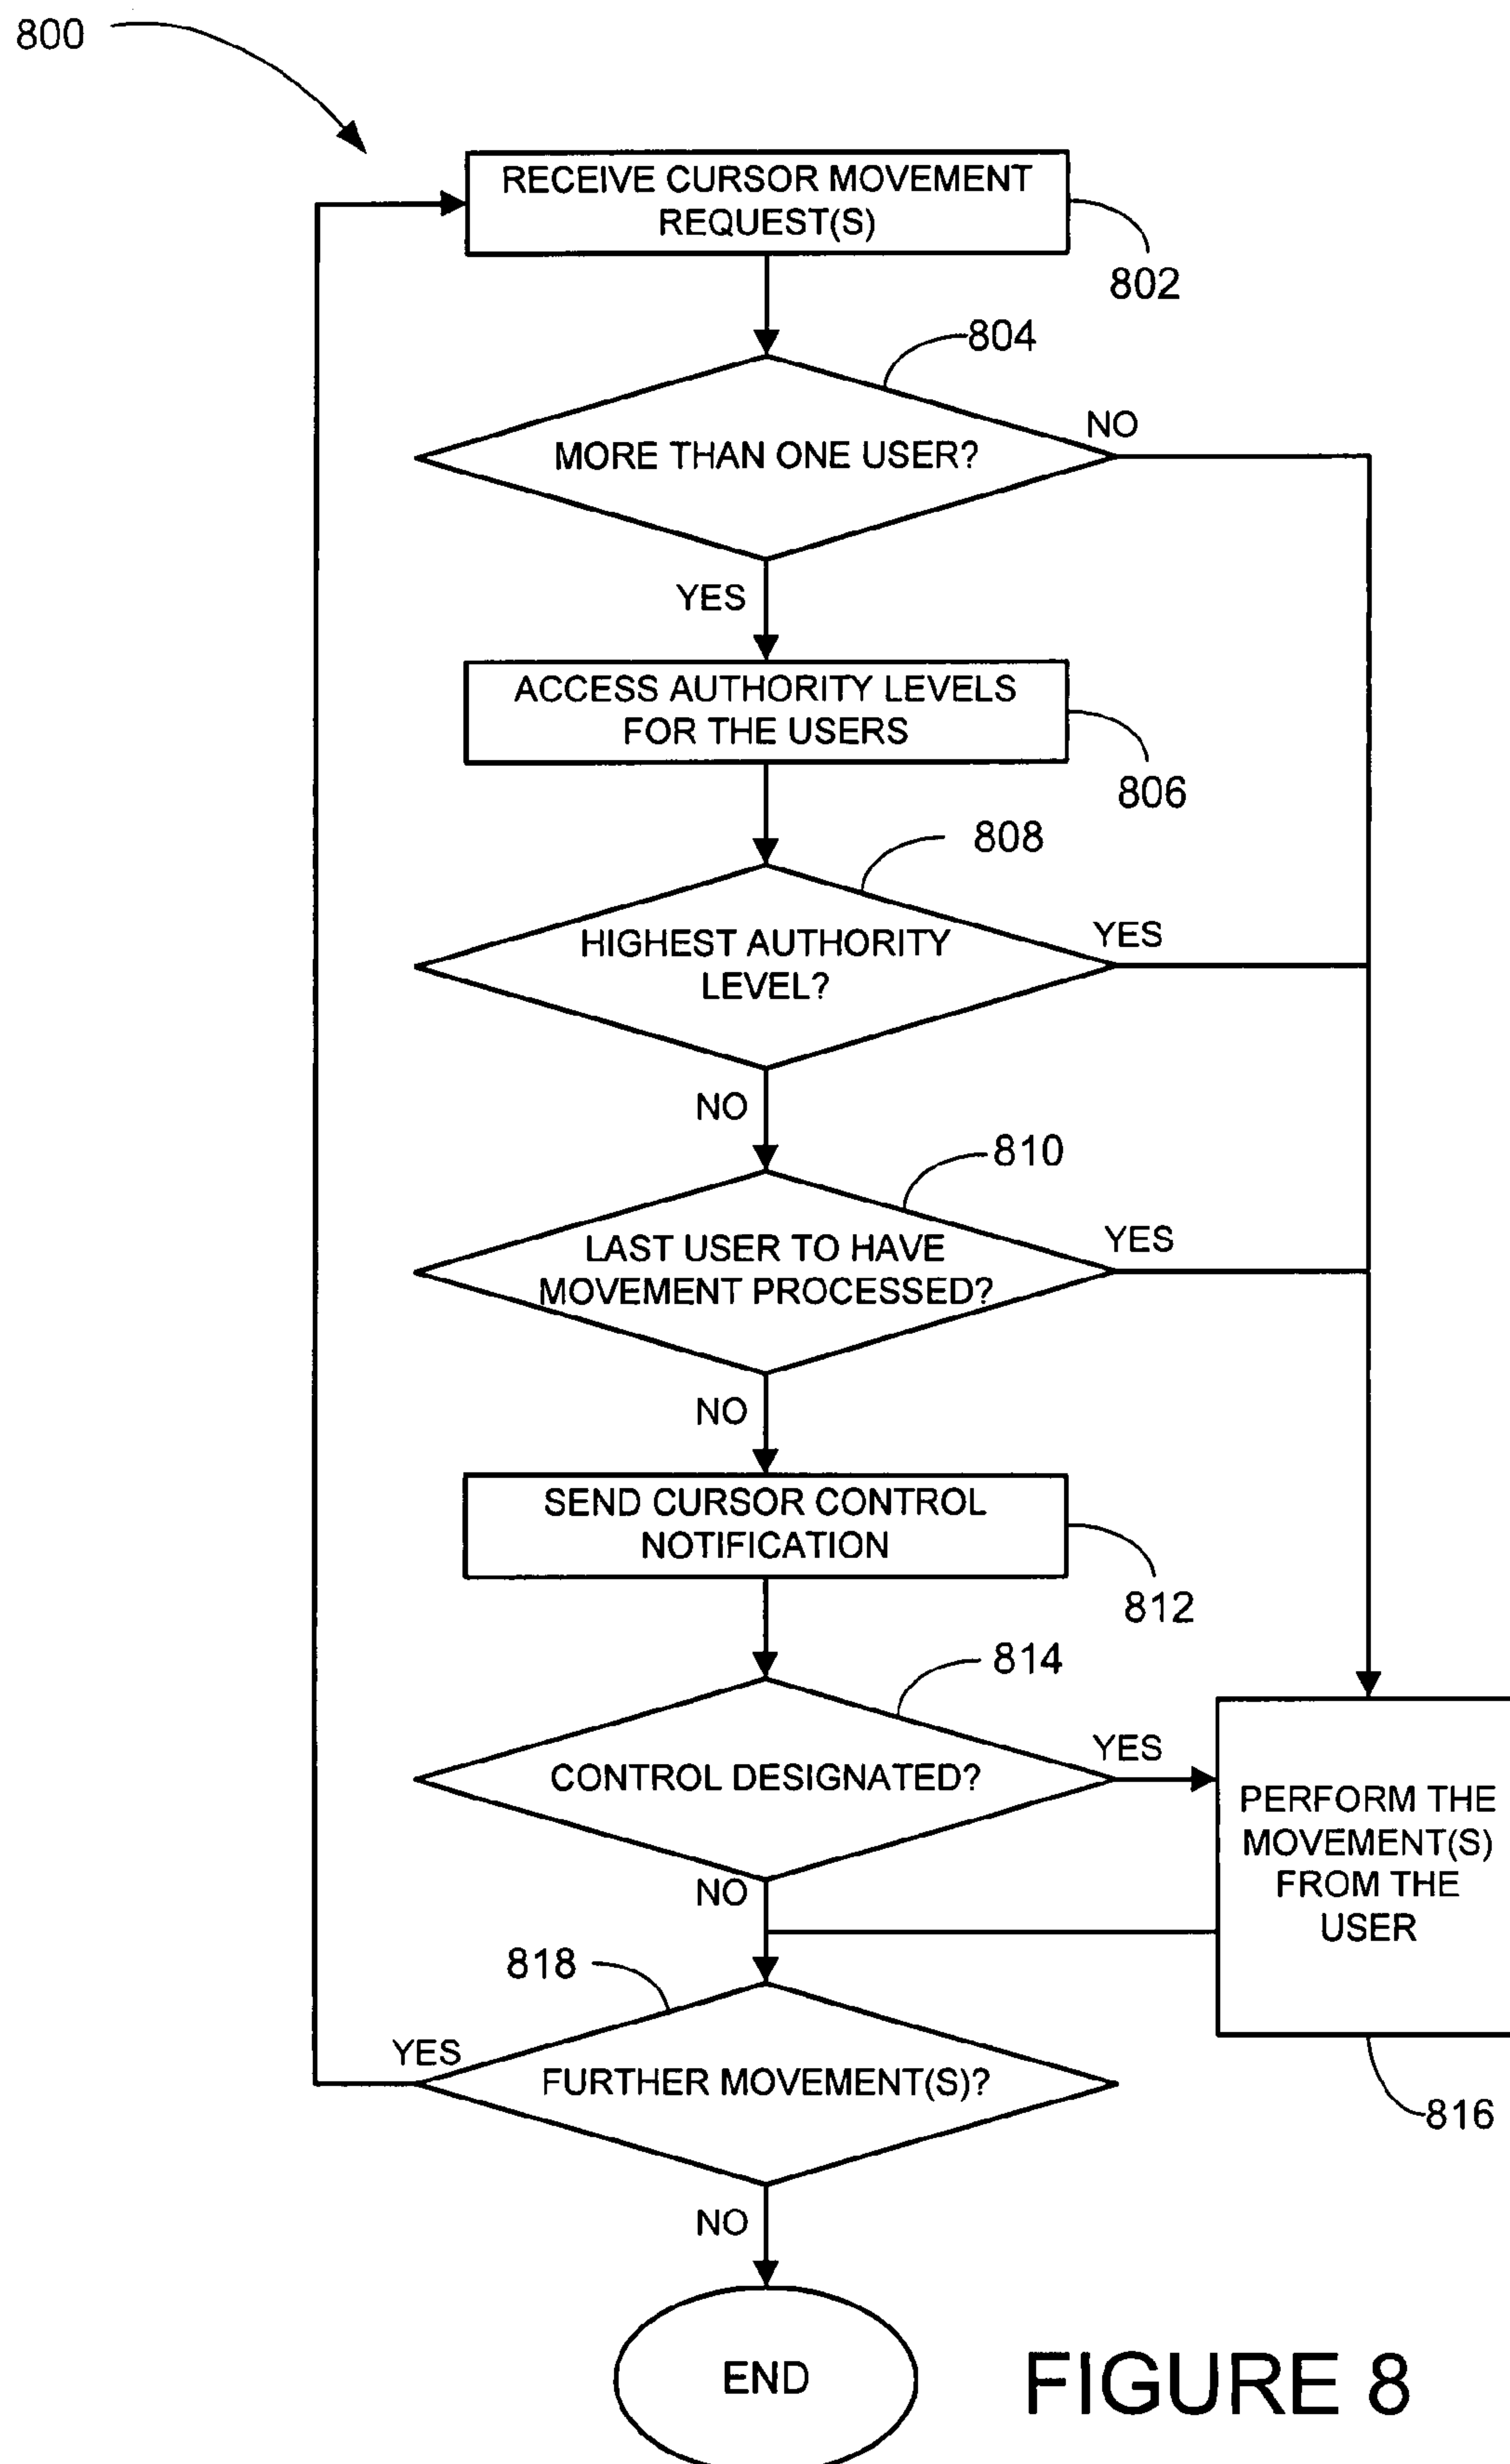 800
RECEIVE CURSOR MOVEMENT
REQUEST(S)
802
804
MORE THAN ONE USER?
NO
YES
ACCESS AUTHORITY LEVELS
FOR THE USERS
806
808
HIGHEST AUTHORITY
LEVEL?
YES
NO
810
LAST USER TO HAVE
MOVEMENT PROCESSED?
YES
NO
SEND CURSOR CONTROL
NOTIFICATION
812
814
CONTROL DESIGNATED?
YES
NO
PERFORM THE
MOVEMENT(S)
FROM THE
USER
816
818
FURTHER MOVEMENT(S)?
YES
NO
END
FIGURE 8